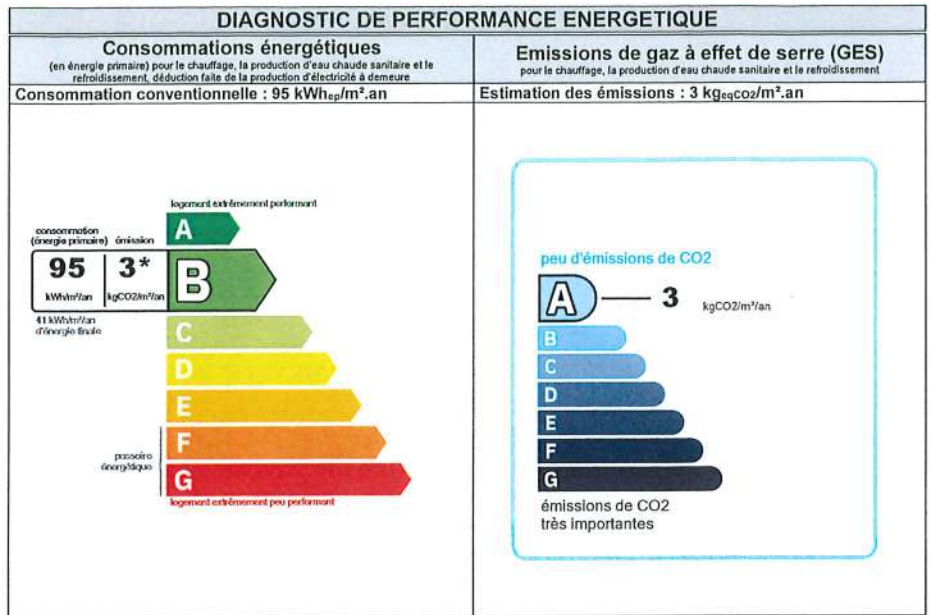 DIAGNOSTIC DE PERFORMANCE ENERGETIQUE
Consommations énergétiques
(en énergie primaire) pour le chauffage, la production d'eau chaude sanitaire et le
refroidissement, déduction faite de la production d'électricité à demeure
Consommation conventionnelle : 95 kWhep/m².an
logement extrêmement performant
consommation
(énergie primaire) émission
A
95 3*
kWh/m²/an kgCO2/m²/an
B
41 kWh/m²/an
d'énergie finale
C
D
E
passoire
énergétique
F
G
logement extrêmement peu performant
Emissions de gaz à effet de serre (GES)
pour le chauffage, la production d'eau chaude sanitaire et le refroidissement
Estimation des émissions : 3 kgeqCO2/m².an
peu d'émissions de CO2
A 3 kgCO2/m²/an
B
C
D
E
F
G
émissions de CO2
très importantes